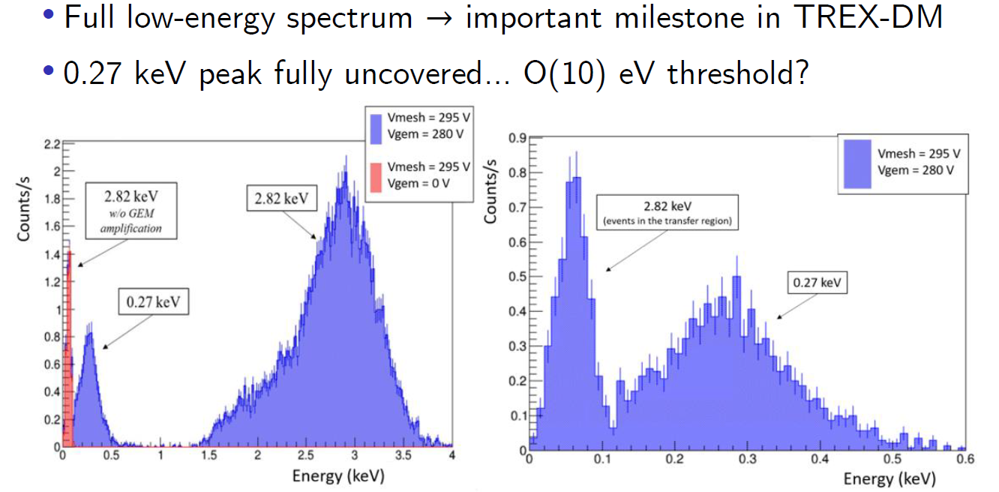 • Full low-energy spectrum → important milestone in TREX-DM
• 0.27 keV peak fully uncovered... O(10) eV threshold?
Vmesh = 295 V
Vgem = 280 V
Vmesh = 295 V
Vgem = 0 V
Counts/s
2.2
2
1.8
1.6
1.4
1.2
1
0.8
0.6
0.4
0.2
0
2.82 keV
w/o GEM
amplification
2.82 keV
0.27 keV
0 0.5 1 1.5 2 2.5 3 3.5 4
Energy (keV)
Vmesh = 295 V
Vgem = 280 V
Counts/s
0.9
0.8
0.7
0.6
0.5
0.4
0.3
0.2
0.1
0
2.82 keV
(events in the transfer region)
0.27 keV
0 0.1 0.2 0.3 0.4 0.5 0.6
Energy (keV)